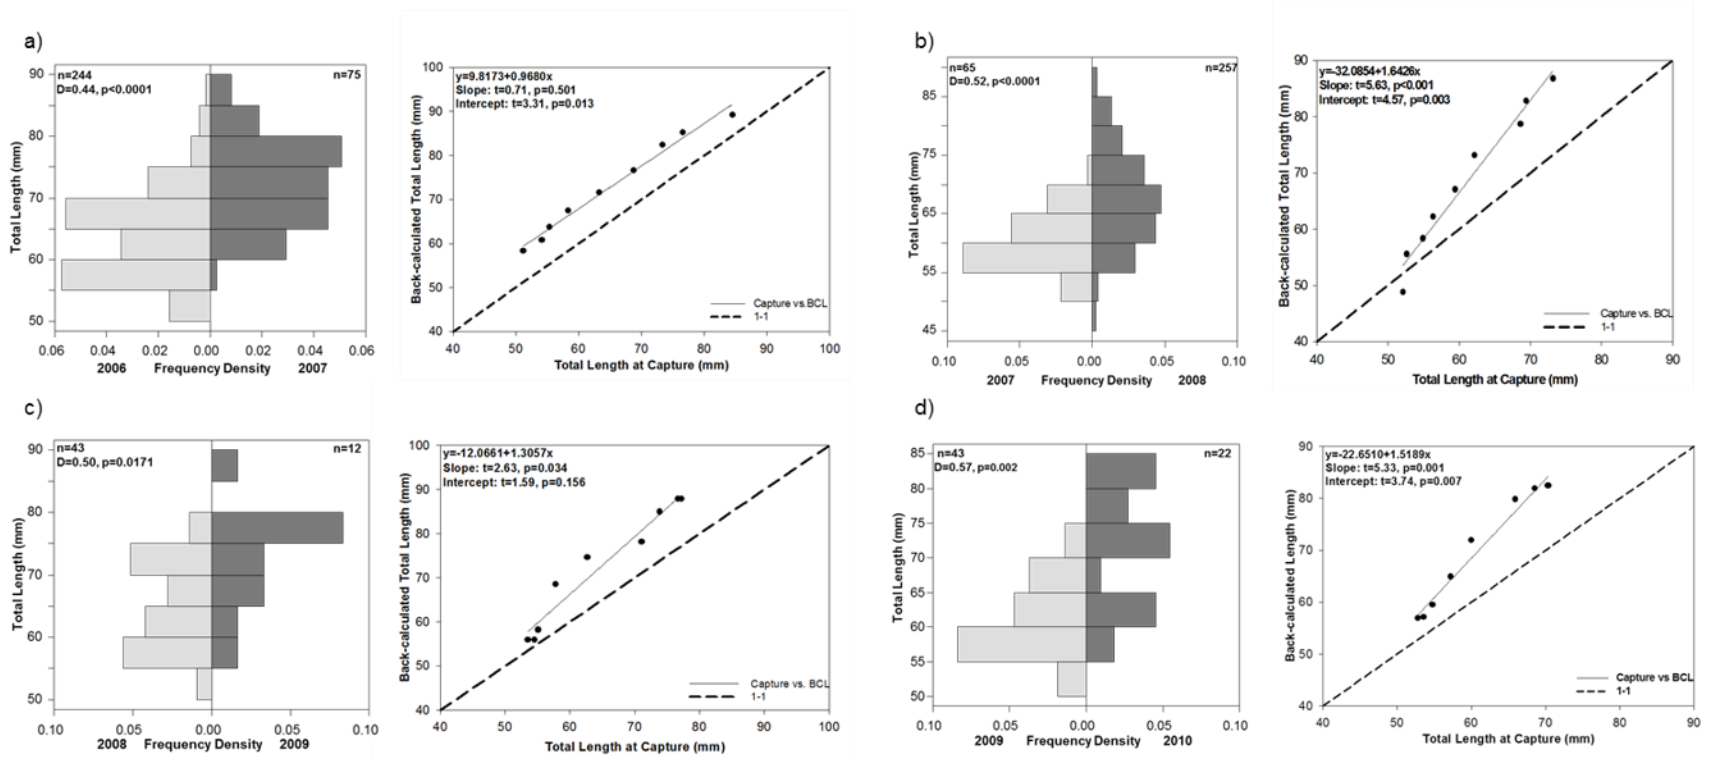 a)
n=244
n=75
D=0.44, p<0.0001
90
80
70
60
50
Total Length (mm)
0.06 0.04 0.02 0.00 0.02 0.04 0.06
2006 Frequency Density 2007
y=9.8173+0.9680x
Slope: t=0.71, p=0.501
Intercept: t=3.31, p=0.013
100
90
80
70
60
50
40
Back-calculated Total Length (mm)
Capture vs.BCL
1-1
40 50 60 70 80 90 100
Total Length at Capture (mm)
b)
n=65
n=257
D=0.52, p<0.0001
85
75
65
55
45
Total Length (mm)
0.10 0.05 0.00 0.05 0.10
2007 Frequency Density 2008
y=-32.0854+1.6426x
Slope: t=5.63, p<0.001
Intercept: t=4.57, p=0.003
90
80
70
60
50
40
Back-calculated Total Length (mm)
Capture vs. BCL
1-1
40 50 60 70 80 90
Total Length at Capture (mm)
c)
n=43
n=12
D=0.50, p=0.0171
90
80
70
60
50
Total Length (mm)
0.10 0.05 0.00 0.05 0.10
2008 Frequency Density 2009
y=-12.0661+1.3057x
Slope: t=2.63, p=0.034
Intercept: t=1.59, p=0.156
100
90
80
70
60
50
40
Back-calculated Total Length (mm)
Capture vs. BCL
1-1
40 50 60 70 80 90 100
Total Length at Capture (mm)
d)
n=43
n=22
D=0.57, p=0.002
85
80
75
70
65
60
55
50
Total Length (mm)
0.10 0.05 0.00 0.05 0.10
2009 Frequency Density 2010
y=-22.6510+1.5189x
Slope: t=5.33, p=0.001
Intercept: t=3.74, p=0.007
90
80
70
60
50
40
Back-calculated Length (mm)
Capture vs BCL
1-1
40 50 60 70 80 90
Total Length at Capture (mm)